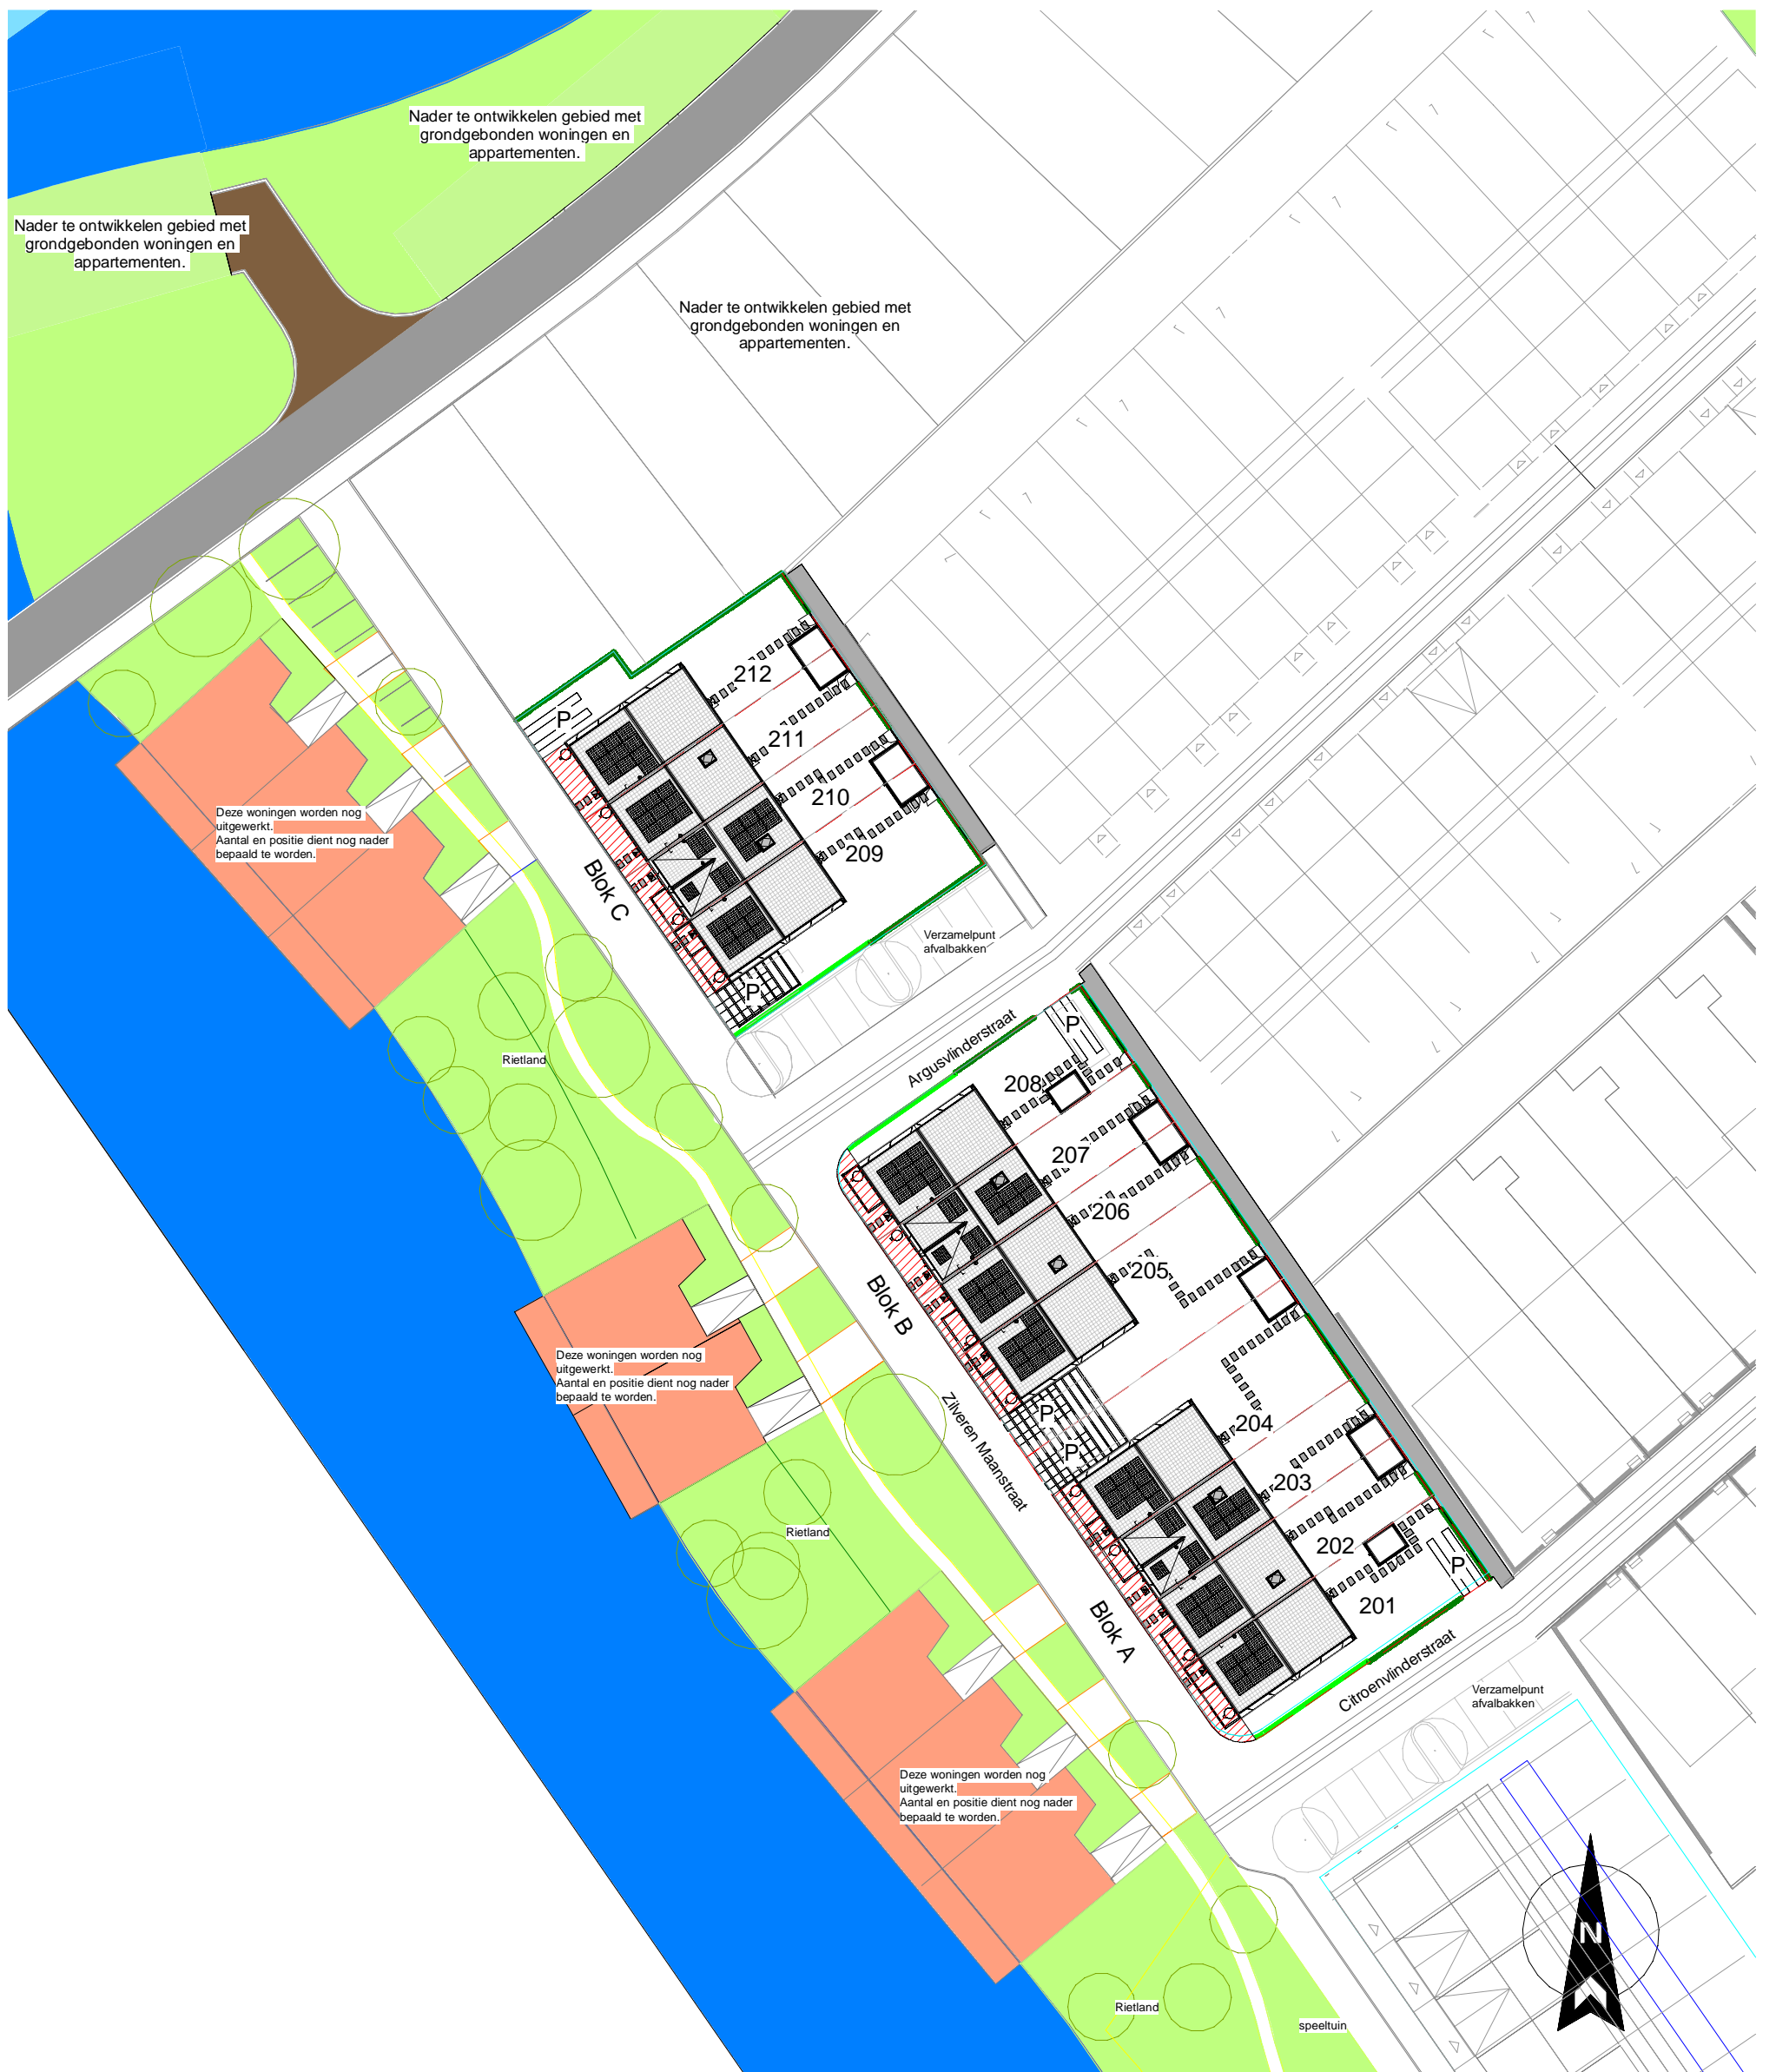 Nader te ontwikkelen gebied met
grondgebonden woningen en
appartementen.
Nader te ontwikkelen gebied met
grondgebonden woningen en
appartementen.
Nader te ontwikkelen gebied met
grondgebonden woningen en
appartementen.
212
P
211
210
209
Blok C
P
Verzamelpunt
afvalbakken
Deze woningen worden nog
uitgewerkt.
Aantal en positie dient nog nader
bepaald te worden.
Rietland
Argusvlinderstraat
P
208
207
206
205
Blok B
P
P
Zilveren Maanstraat
Deze woningen worden nog
uitgewerkt.
Aantal en positie dient nog nader
bepaald te worden.
204
203
202
201
P
Rietland
Blok A
Citroenvlinderstraat
Verzamelpunt
afvalbakken
Deze woningen worden nog
uitgewerkt.
Aantal en positie dient nog nader
bepaald te worden.
N
Rietland
speeltuin